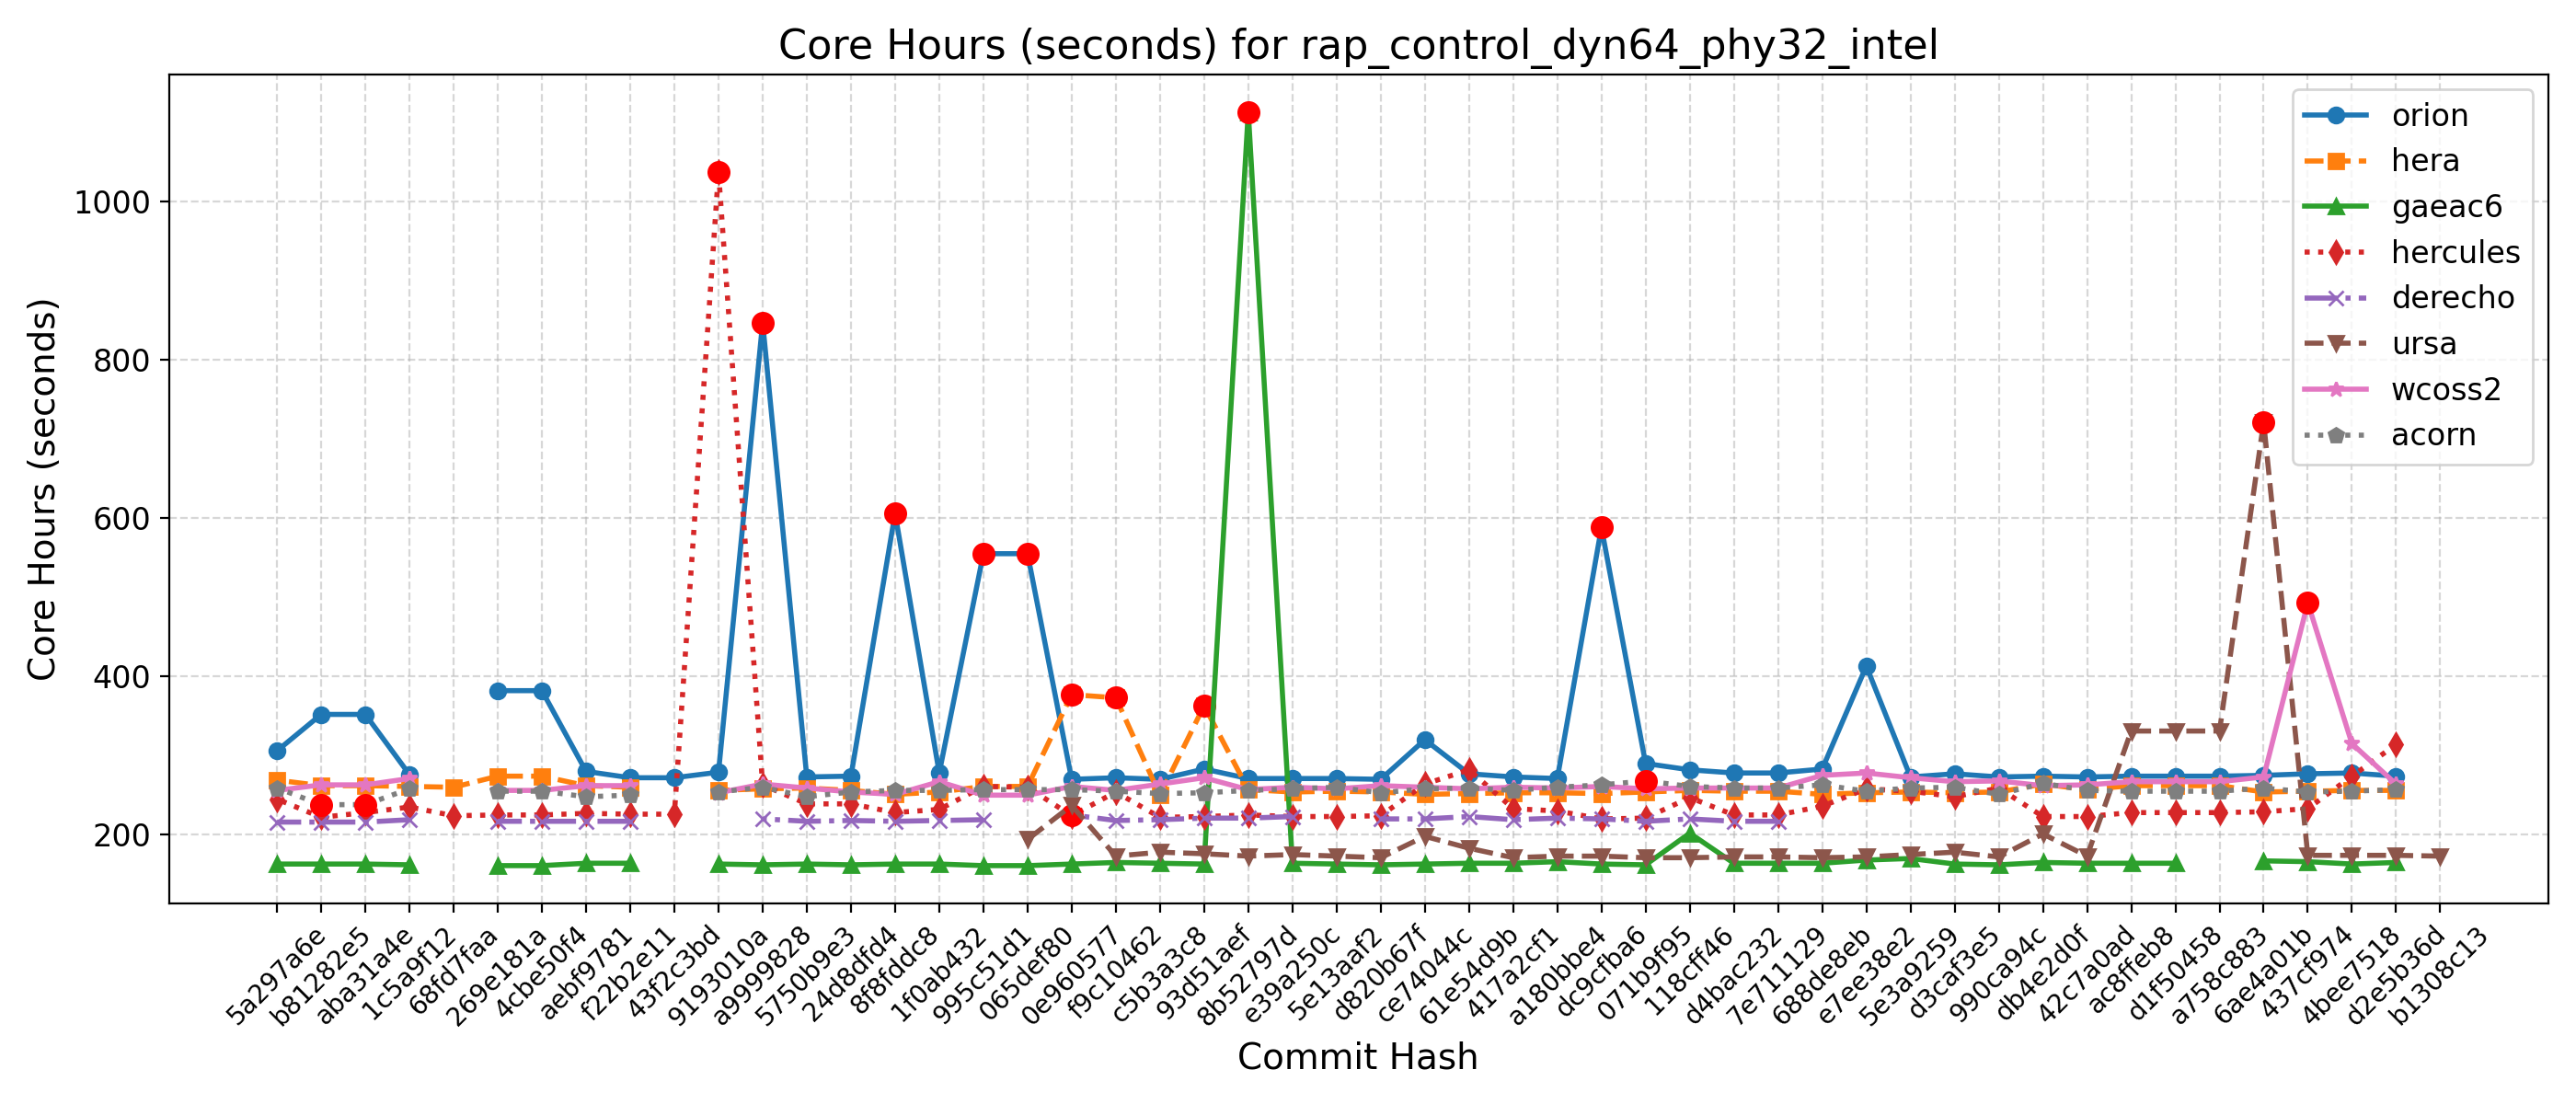 Core Hours (seconds) for rap_control_dyn64_phy32_intel
Core Hours (seconds)
1000
800
600
400
200
orion
hera
gaeac6
hercules
derecho
ursa
wcoss2
acorn
5a297a6e
b81282e5
aba31a4e
1c5a9f12
68fd7faa
269e181a
4cbe50f4
aebf9781
f22b2e11
43f2c3bd
9193010a
a9999828
5750b9e3
24d8dfd4
8f8fddc8
1f0ab432
995c51d1
065def80
0e960577
f9c10462
c5b3a3c8
93d51aef
8b52797d
e39a250c
5e13aaf2
d820b67f
ce74044c
61e54d9b
417a2cf1
a180bbe4
dc9cfba6
071b9f95
118cff46
d4bac232
7e711129
688de8eb
e7ee38e2
5e3a9259
d3caf3e5
990ca94c
db4e2d0f
42c7a0ad
ac8ffeb8
d1f50458
a758c883
6ae4a01b
437cf974
4bee7518
d2e5b36d
b1308c13
Commit Hash